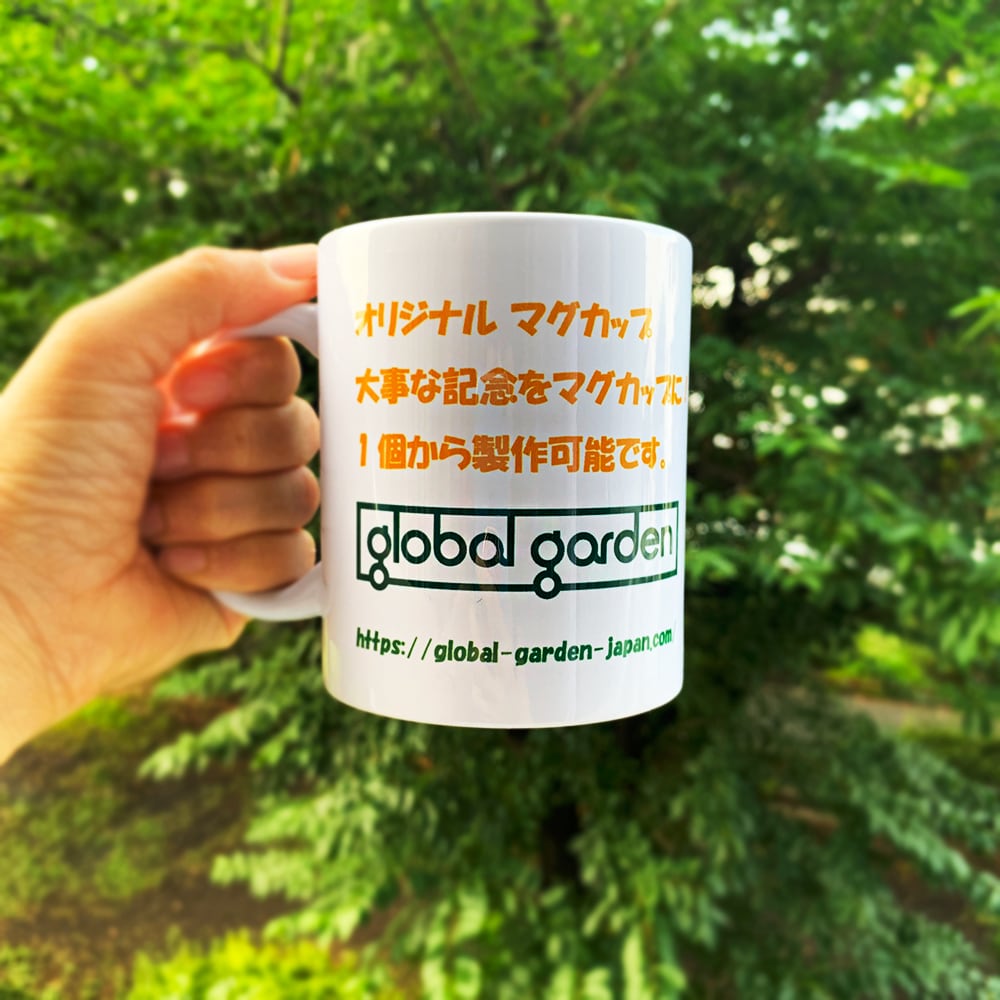 オリジナル マグカップ
大事な記念をマグカップに
1個から製作可能です。
global garden
https://global-garden-japan.com/